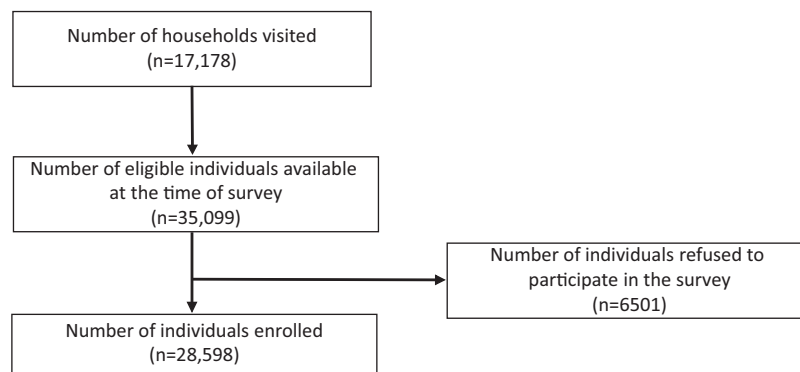 Number of households visited
(n=17,178)
Number of eligible individuals available
at the time of survey
(n=35,099)
Number of individuals refused to
participate in the survey
(n=6501)
Number of individuals enrolled
(n=28,598)